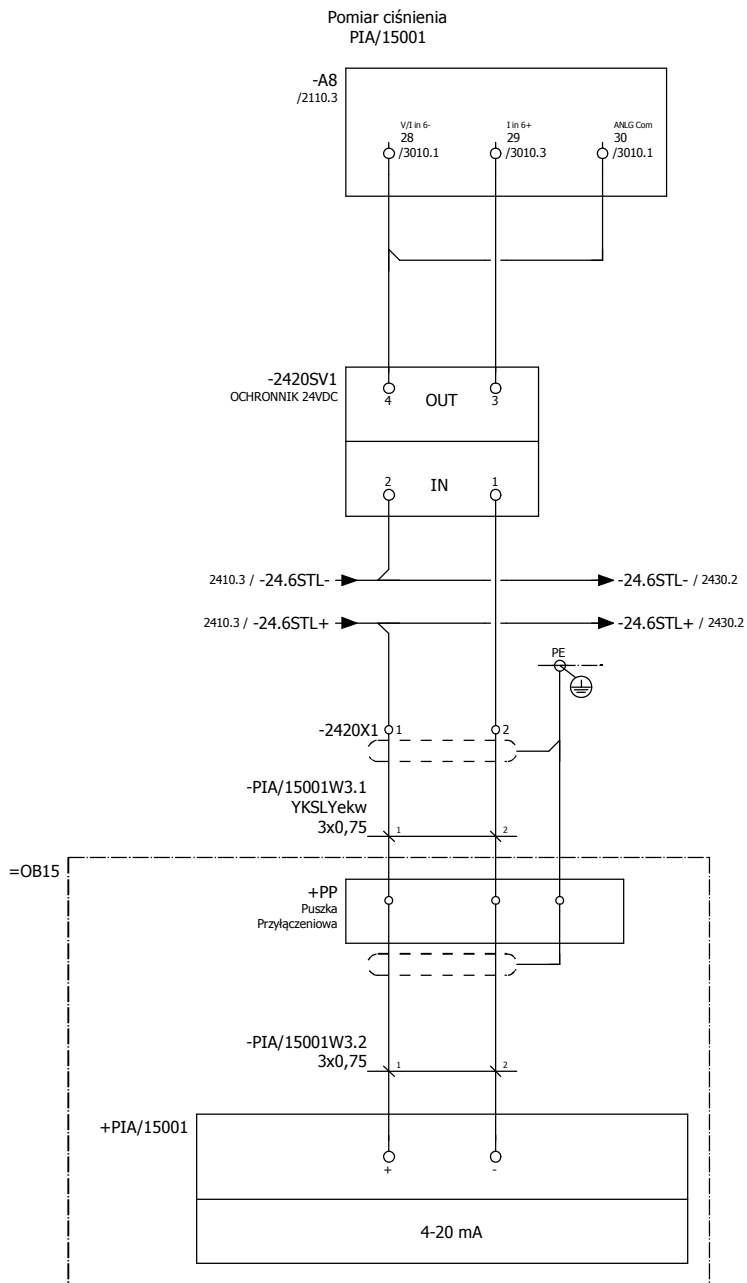 Pomiar ciśnienia
PIA/15001
-A8
/2110.3
V/I in 6-
28
/3010.1
I in 6+
29
/3010.3
ANLG Com
30
/3010.1
-2420SV1
OCHRONNIK 24VDC
4
OUT
3
2
IN
1
2410.3 / -24.6STL-
-24.6STL- / 2430.2
2410.3 / -24.6STL+
-24.6STL+ / 2430.2
PE
-2420X1
1
2
-PIA/15001W3.1
YKSLYekw
3x0,75
1
2
=OB15
+PP
Puszka
Przyłączeniowa
-PIA/15001W3.2
3x0,75
1
2
+PIA/15001
+
-
4-20 mA